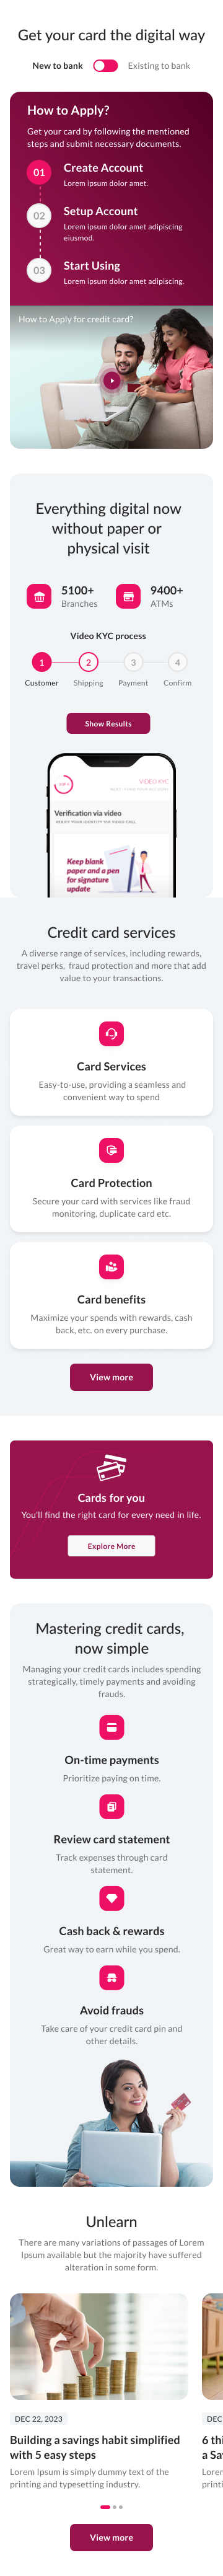 Get your card the digital way
New to bank
Existing to bank
How to Apply?
Get your card by following the mentioned
steps and submit necessary documents.
01
Create Account
Lorem ipsum dolor amet.
02
Setup Account
Lorem ipsum dolor amet adipiscing
eiusmod.
03
Start Using
Lorem ipsum dolor amet adipiscing.
How to Apply for credit card?
Everything digital now
without paper or
physical visit
5100+
Branches
9400+
ATMs
Video KYC process
1
2
3
4
Customer
Shipping
Payment
Confirm
Show Results
VIDEO KYC
Verification via video
VERIFY YOUR IDENTITY VIA VIDEO CALL
Keep blank
paper and a pen
for signature
update
Credit card services
A diverse range of services, including rewards,
travel perks, fraud protection and more that add
value to your transactions.
Card Services
Easy-to-use, providing a seamless and
convenient way to spend
Card Protection
Secure your card with services like fraud
monitoring, duplicate card etc.
Card benefits
Maximize your spends with rewards, cash
back, etc. on every purchase.
View more
Cards for you
You'll find the right card for every need in life.
Explore More
Mastering credit cards,
now simple
Managing your credit cards includes spending
strategically, timely payments and avoiding
frauds.
On-time payments
Prioritize paying on time.
Review card statement
Track expenses through card
statement.
Cash back & rewards
Great way to earn while you spend.
Avoid frauds
Take care of your credit card pin and
other details.
Unlearn
There are many variations of passages of Lorem
Ipsum available but the majority have suffered
alteration in some form.
DEC 22, 2023
Building a savings habit simplified
with 5 easy steps
Lorem Ipsum is simply dummy text of the
printing and typesetting industry.
DEC
6 thi
a Sa
Loren
printi
View more